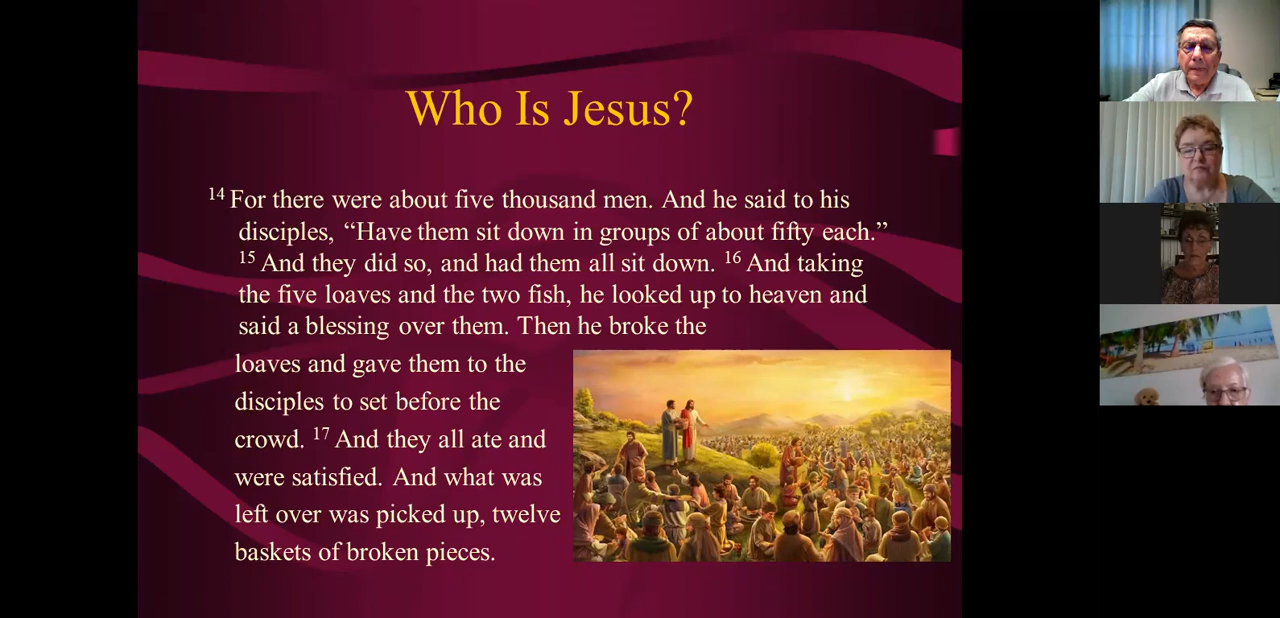 Who Is Jesus?
14 For there were about five thousand men. And he said to his
disciples, “Have them sit down in groups of about fifty each.”
15 And they did so, and had them all sit down. 16 And taking
the five loaves and the two fish, he looked up to heaven and
said a blessing over them. Then he broke the
loaves and gave them to the
disciples to set before the
crowd. 17 And they all ate and
were satisfied. And what was
left over was picked up, twelve
baskets of broken pieces.